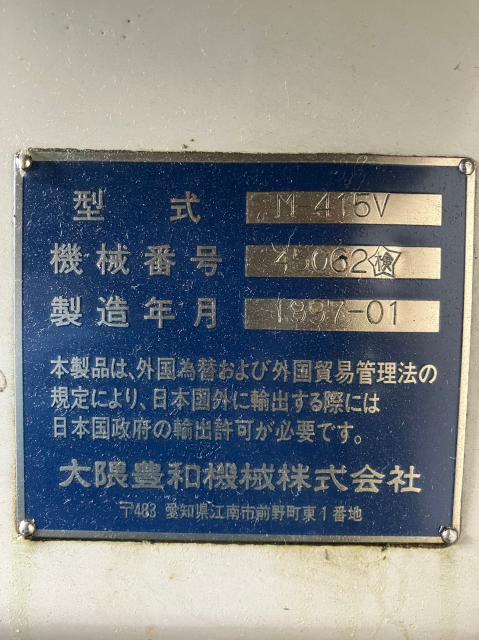 型式 M-415V
機械番号 45062 検
製造年月 1997-01
本製品は、外国為替および外国貿易管理法の
規定により、日本国外に輸出する際には
日本国政府の輸出許可が必要です。
大隈豊和機械株式会社
〒483 愛知県江南市前野町東1番地